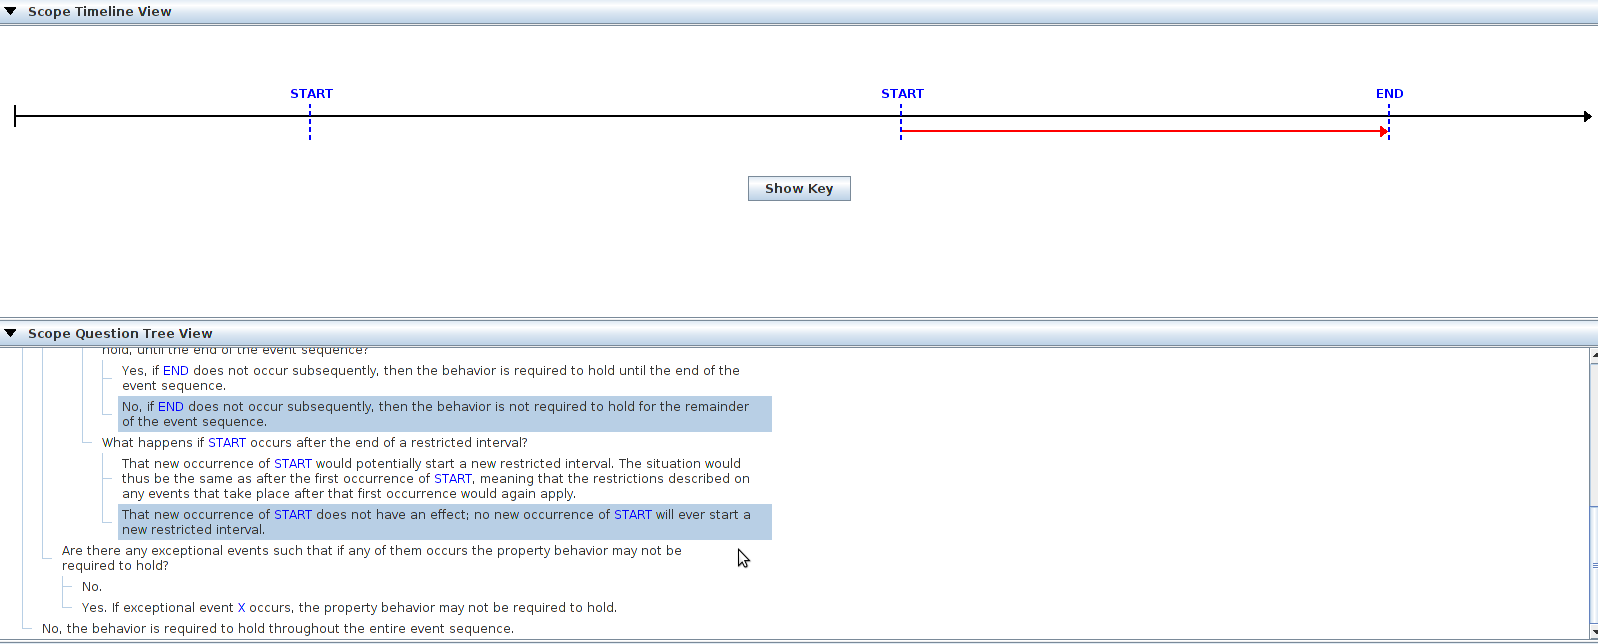 Scope Timeline View
START START END
Show Key
Scope Question Tree View
hold, until the end of the event sequence?
Yes, if END does not occur subsequently, then the behavior is required to hold until the end of the
event sequence.
No, if END does not occur subsequently, then the behavior is not required to hold for the remainder
of the event sequence.
What happens if START occurs after the end of a restricted interval?
That new occurrence of START would potentially start a new restricted interval. The situation would
thus be the same as after the first occurrence of START, meaning that the restrictions described on
any events that take place after that first occurrence would again apply.
That new occurrence of START does not have an effect; no new occurrence of START will ever start a
new restricted interval.
Are there any exceptional events such that if any of them occurs the property behavior may not be
required to hold?
No.
Yes. If exceptional event X occurs, the property behavior may not be required to hold.
No, the behavior is required to hold throughout the entire event sequence.